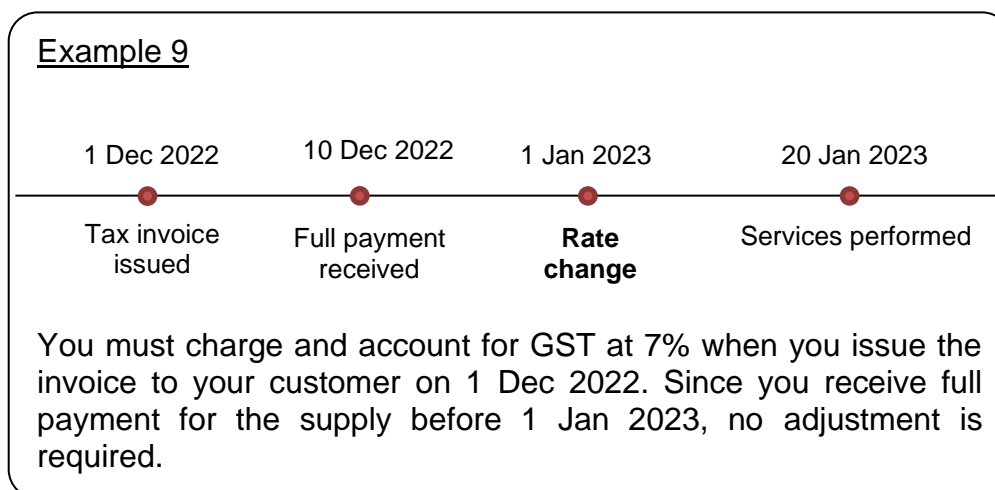 Example 9
1 Dec 2022 10 Dec 2022 1 Jan 2023 20 Jan 2023
Tax invoice issued
Full payment received
Rate change
Services performed
You must charge and account for GST at 7% when you issue the
invoice to your customer on 1 Dec 2022. Since you receive full
payment for the supply before 1 Jan 2023, no adjustment is
required.